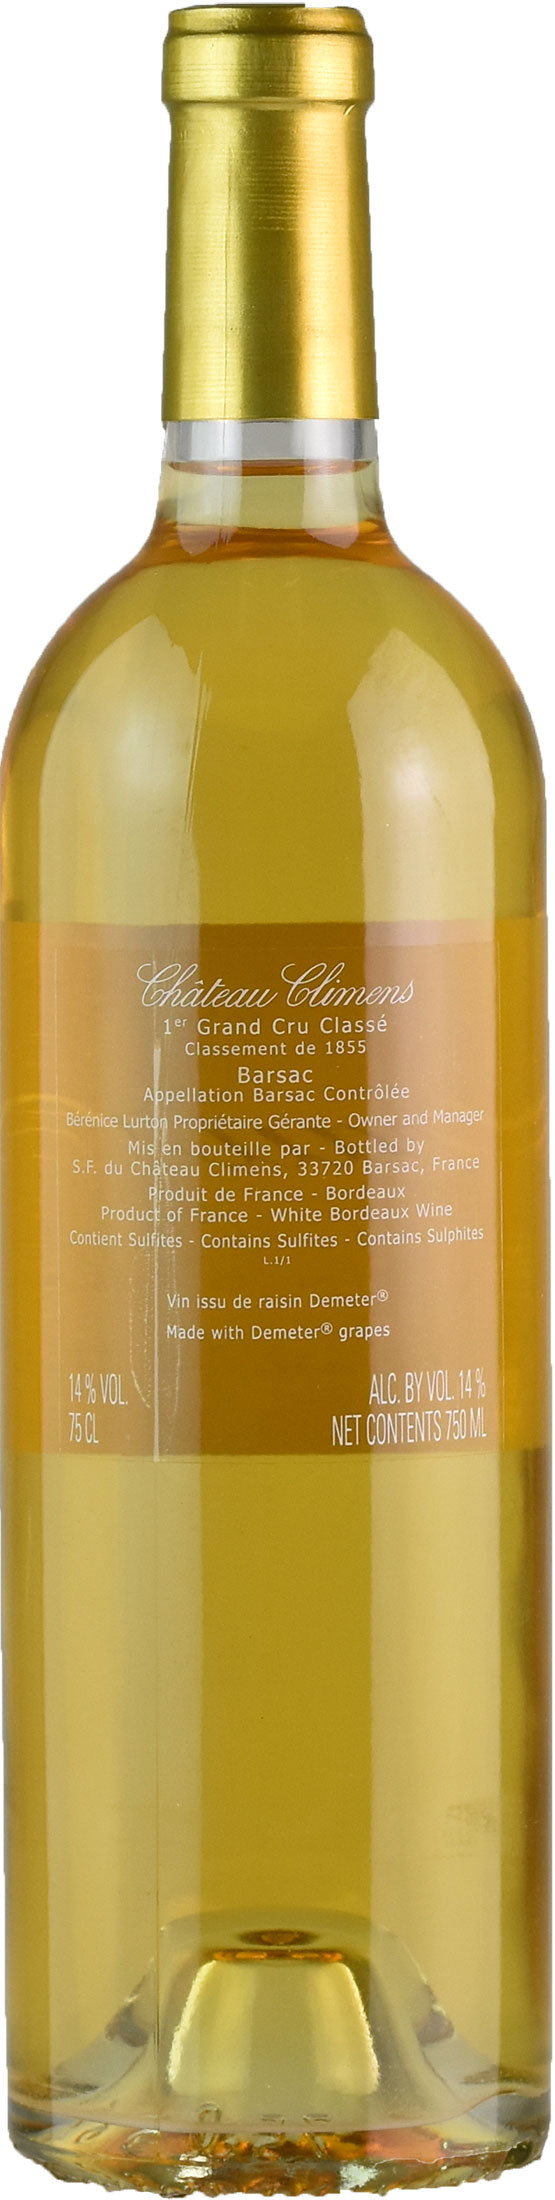 Château Climens
1er Grand Cru Classé
Classement de 1855
Barsac
Appellation Barsac Contrôlée
Bérénice Lurton Propriétaire Gérante - Owner and Manager
Mis en bouteille par - Bottled by
S.F. du Château Climens, 33720 Barsac, France
Produit de France - Bordeaux
Product of France - White Bordeaux Wine
Contient Sulfites - Contains Sulfites - Contains Sulphites
L.1/1
Vin issu de raisin Demeter®
Made with Demeter® grapes
14 % VOL. ALC. BY VOL. 14 %
75 CL NET CONTENTS 750 ML